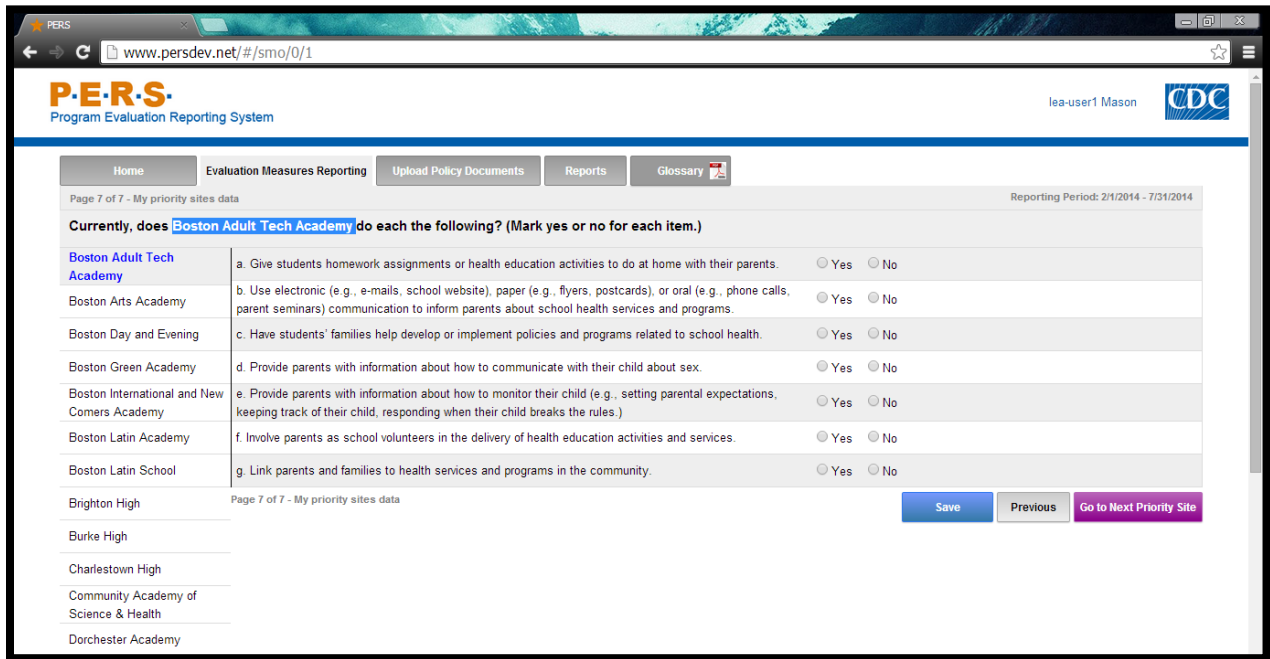 PERS
www.persdev.net/#/smo/0/1
P·E·R·S·
Program Evaluation Reporting System
lea-user1 Mason
CDC
Home
Evaluation Measures Reporting
Upload Policy Documents
Reports
Glossary
Page 7 of 7 - My priority sites data
Reporting Period: 2/1/2014 - 7/31/2014
Currently, does Boston Adult Tech Academy do each the following? (Mark yes or no for each item.)
Boston Adult Tech
Academy
Boston Arts Academy
Boston Day and Evening
Boston Green Academy
Boston International and New
Comers Academy
Boston Latin Academy
Boston Latin School
Brighton High
Burke High
Charlestown High
Community Academy of
Science & Health
Dorchester Academy
a. Give students homework assignments or health education activities to do at home with their parents.
Yes No
b. Use electronic (e.g., e-mails, school website), paper (e.g., flyers, postcards), or oral (e.g., phone calls,
parent seminars) communication to inform parents about school health services and programs.
Yes No
c. Have students' families help develop or implement policies and programs related to school health.
Yes No
d. Provide parents with information about how to communicate with their child about sex.
Yes No
e. Provide parents with information about how to monitor their child (e.g., setting parental expectations,
keeping track of their child, responding when their child breaks the rules.)
Yes No
f. Involve parents as school volunteers in the delivery of health education activities and services.
Yes No
g. Link parents and families to health services and programs in the community.
Yes No
Page 7 of 7 - My priority sites data
Save
Previous
Go to Next Priority Site